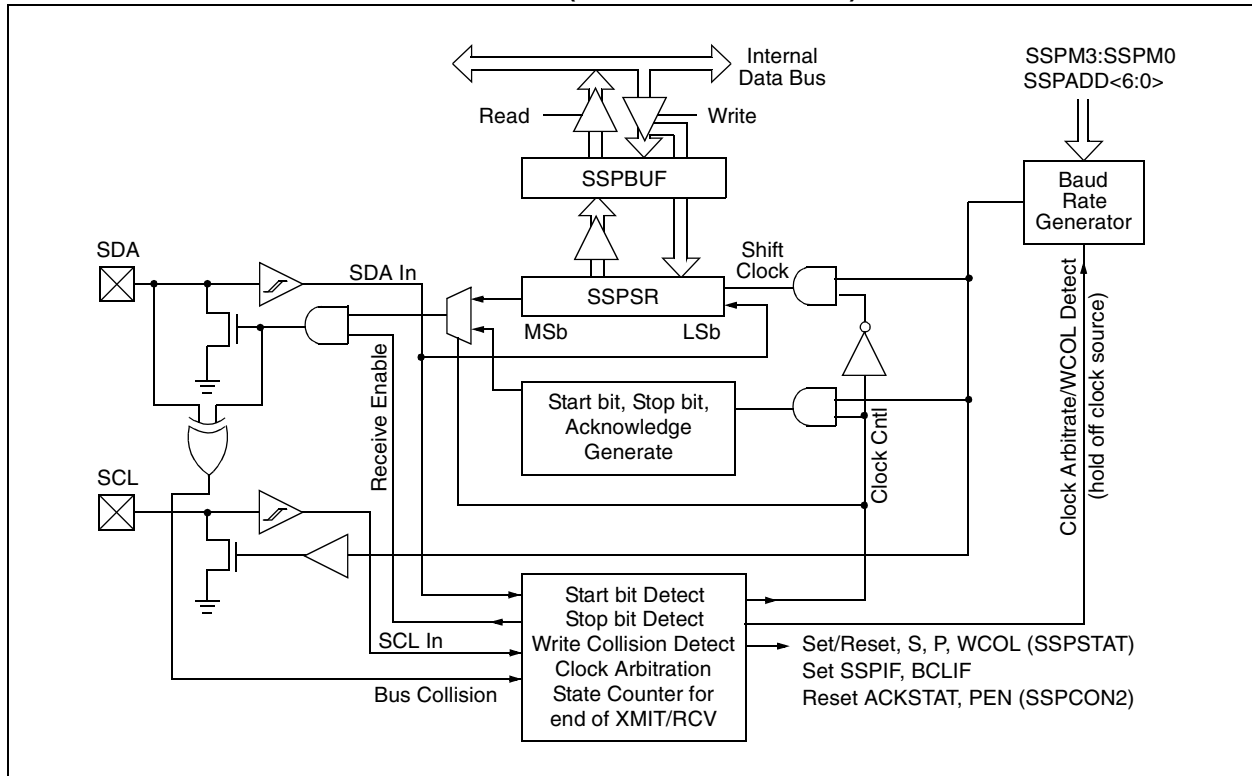 Internal
Data Bus
SSPM3:SSPM0
SSPADD<6:0>
Read
Write
SSPBUF
Baud
Rate
Generator
SDA
SDA In
Shift
Clock
SSPSR
MSb
LSb
Receive Enable
Start bit, Stop bit,
Acknowledge
Generate
Clock Cntl
Clock Arbitrate/WCOL Detect
(hold off clock source)
SCL
SCL In
Bus Collision
Start bit Detect
Stop bit Detect
Write Collision Detect
Clock Arbitration
State Counter for
end of XMIT/RCV
Set/Reset, S, P, WCOL (SSPSTAT)
Set SSPIF, BCLIF
Reset ACKSTAT, PEN (SSPCON2)